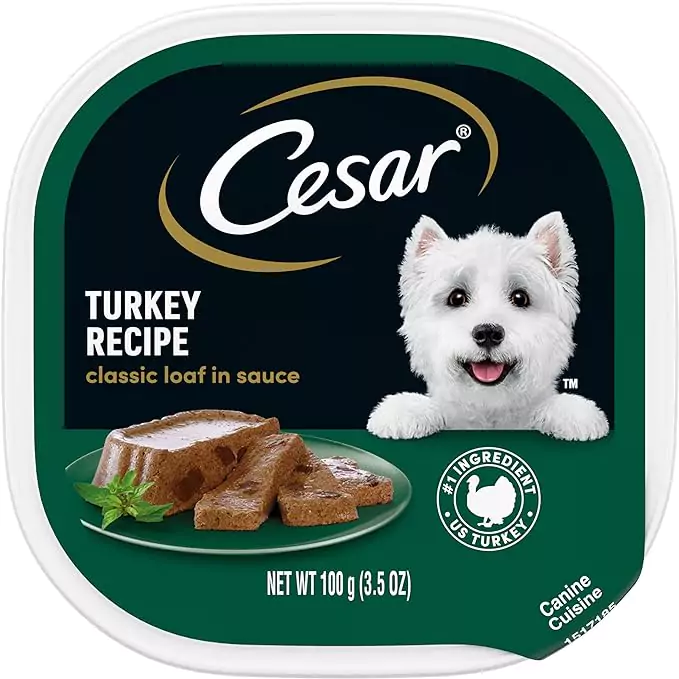 Cesar®
TURKEY
RECIPE
classic loaf in sauce
™
#1 INGREDIENT
• US TURKEY •
NET WT 100 g (3.5 OZ)
Canine
Cuisine